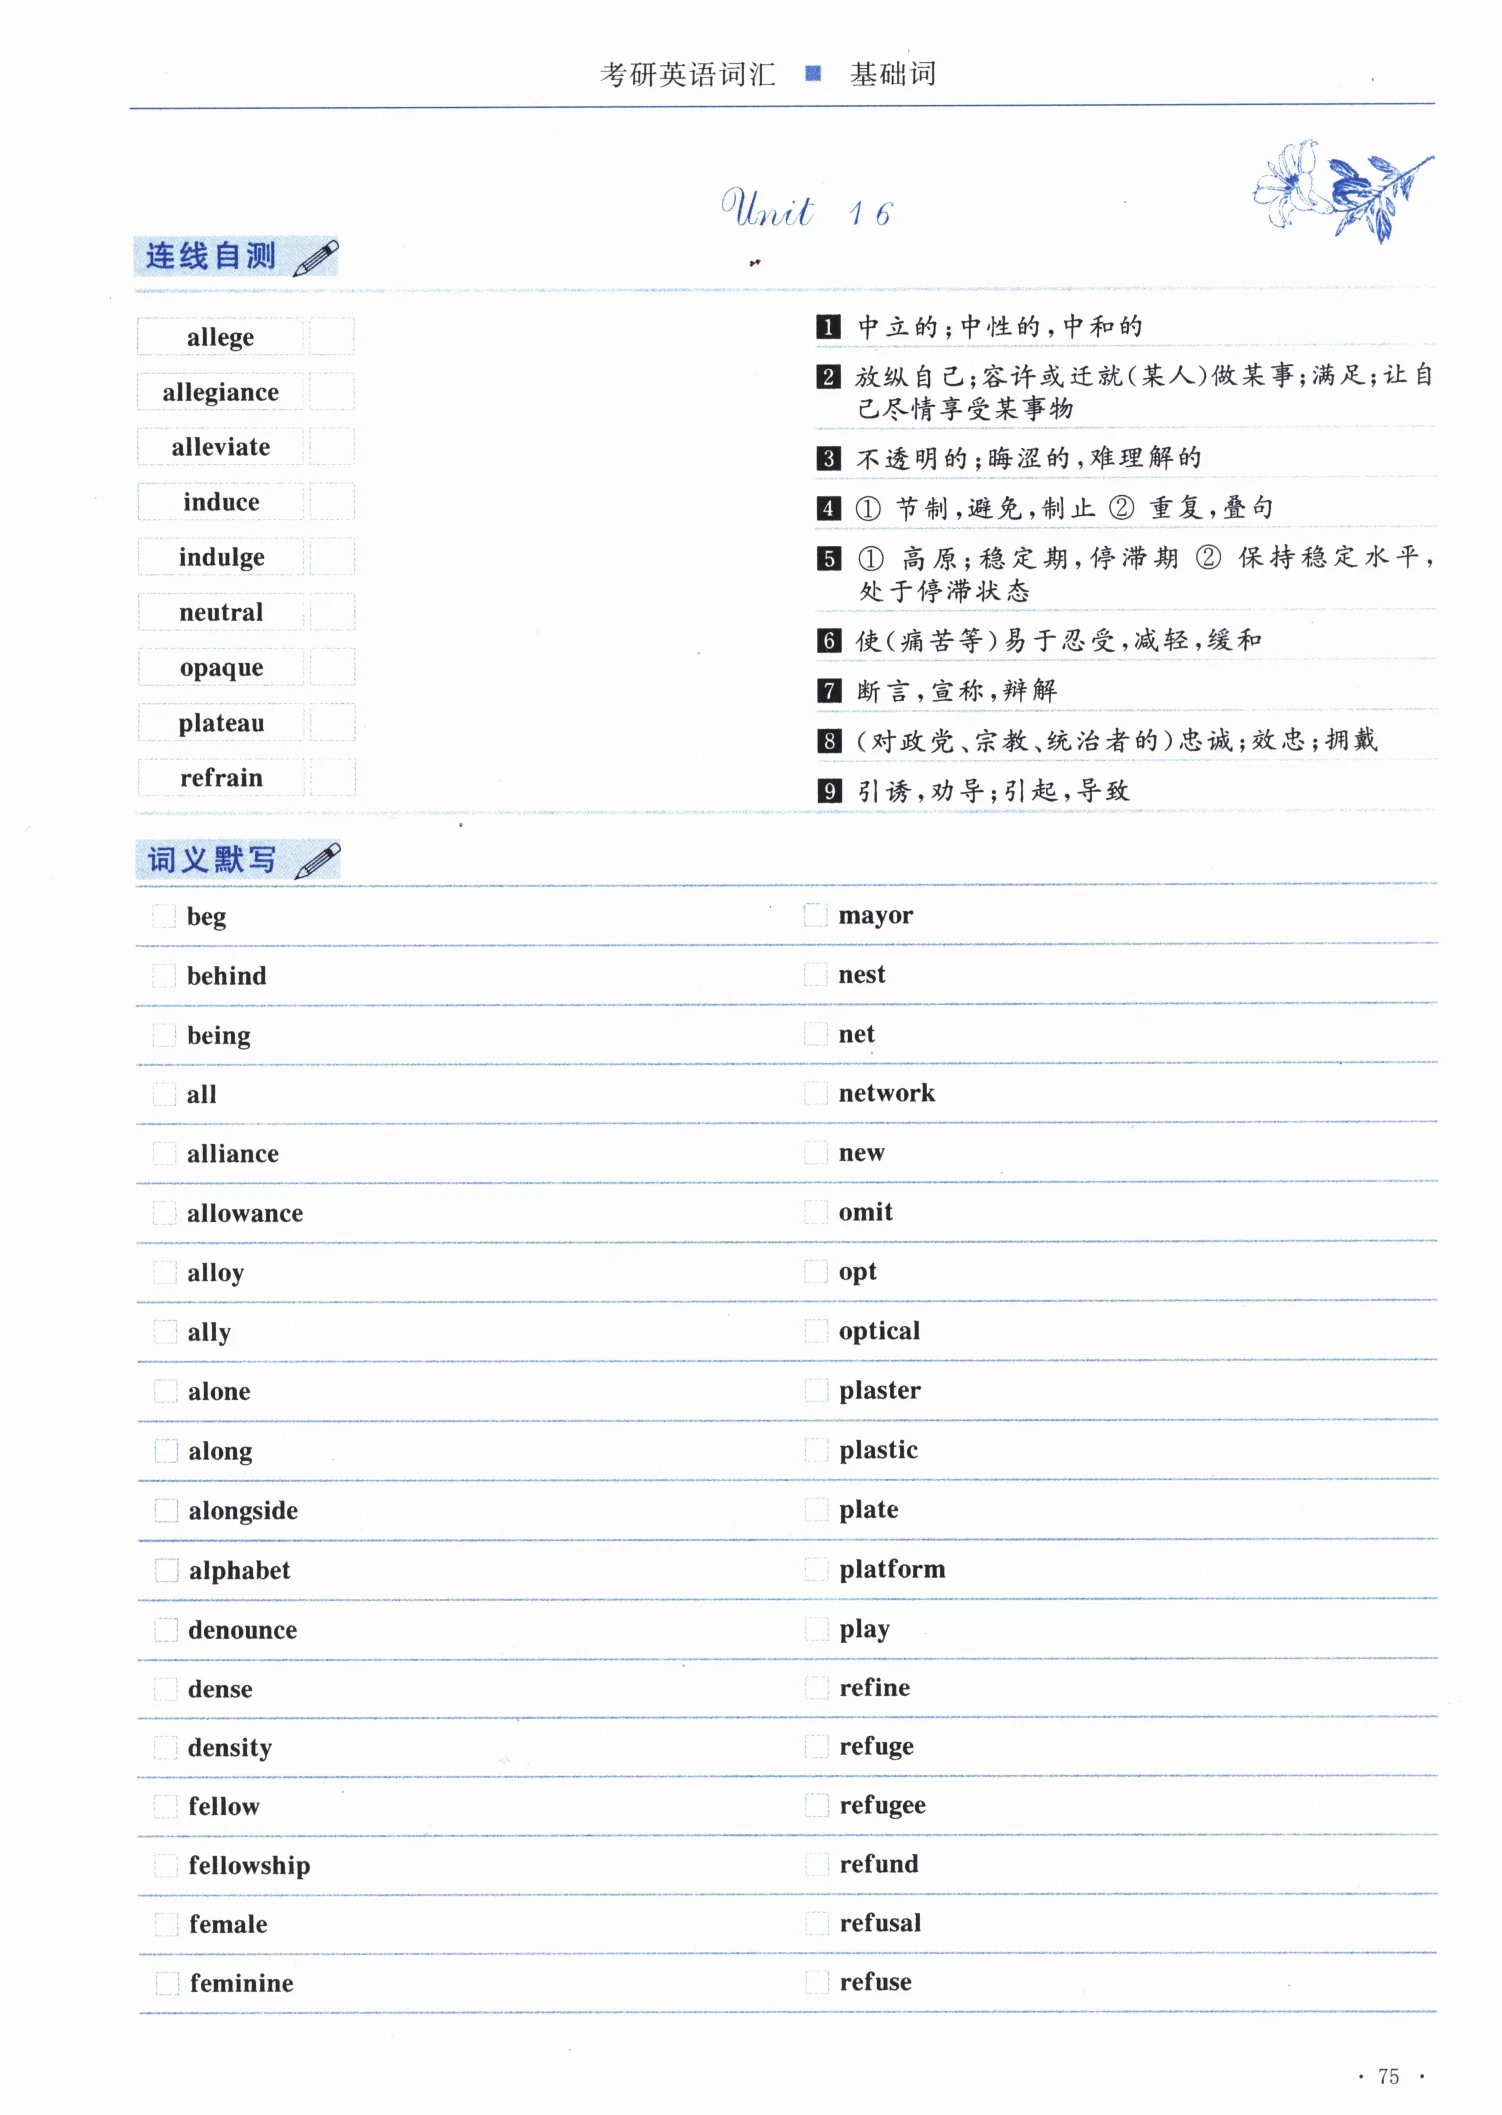 考研英语词汇 ■ 基础词
Unit 16
连线自测
allege
allegiance
alleviate
induce
indulge
neutral
opaque
plateau
refrain
1 中立的;中性的,中和的
2 放纵自己;容许或迁就(某人)做某事;满足;让自
己尽情享受某事物
3 不透明的;晦涩的,难理解的
4 ① 节制,避免,制止 ② 重复,叠句
5 ① 高原;稳定期,停滞期 ② 保持稳定水平,
处于停滞状态
6 使(痛苦等)易于忍受,减轻,缓和
7 断言,宣称,辩解
8 (对政党、宗教、统治者的)忠诚;效忠;拥戴
9 引诱,劝导;引起,导致
词义默写
beg
behind
being
all
alliance
allowance
alloy
ally
alone
along
alongside
alphabet
denounce
dense
density
fellow
fellowship
female
feminine
mayor
nest
net
network
new
omit
opt
optical
plaster
plastic
plate
platform
play
refine
refuge
refugee
refund
refusal
refuse
· 75 ·